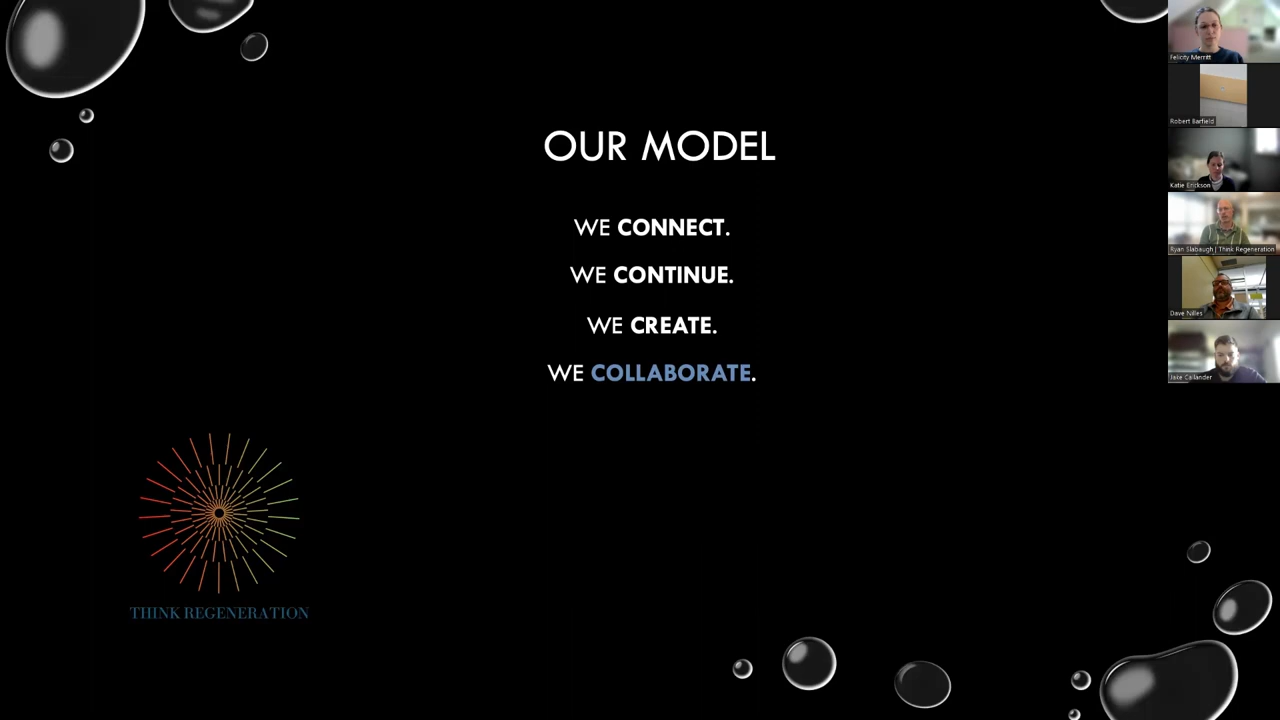 OUR MODEL
WE CONNECT.
WE CONTINUE.
WE CREATE.
WE COLLABORATE.
THINK REGENERATION
Felicity Merritt
Robert Barfield
Katie Erickson
Ryan Slabaugh | Think Regeneration
Dave Nilles
Jake Callander